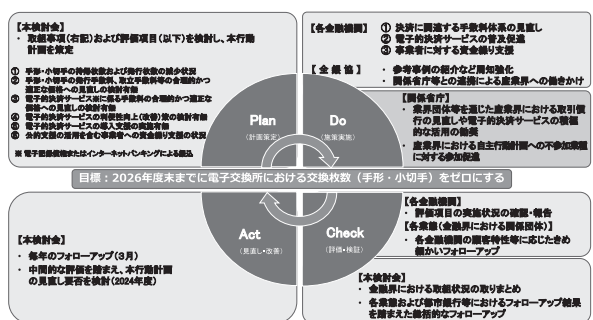 【本検討会】
・ 取組事項(右記)および評価項目(以下)を検討し、本行動
計画を策定
① 手形・小切手の持帰枚数および発行枚数の減少状況
② 手形・小切手の発行手数料、取立手数料等の合理的かつ
適正な価格への見直しの検討有無
③ 電子的決済サービス※に係る手数料の合理的かつ適正な
価格への見直しの検討有無
④ 電子的決済サービスの利便性向上(改善)策の検討有無
⑤ 電子的決済サービスの導入支援の実施有無
⑥ 公的支援の活用を含む事業者への資金繰り支援の状況
※ 電子記録債権またはインターネットバンキングによる振込
【各金融機関】 ① 決済に関連する手数料体系の見直し
② 電子的決済サービスの普及促進
③ 事業者に対する資金繰り支援
【 全 銀 協 】 ・ 参考事例の紹介など周知強化
・ 関係省庁等との連携による産業界への働きかけ
【関係省庁】
・ 業界団体等を通じた産業界における取引慣
行の見直しや電子的決済サービスの積極
的な活用の慫慂
・ 産業界における自主行動計画への不参加業種
に対する参加促進
Plan
(計画策定)
Do
(施策実施)
目標:2026年度末までに電子交換所における交換枚数(手形・小切手)をゼロにする
Act
(見直し・改善)
Check
(評価・検証)
【本検討会】
・ 毎年のフォローアップ(3月)
・ 中間的な評価を踏まえ、本行動計画
の見直し要否を検討(2024年度)
【各金融機関】
・ 評価項目の実施状況の確認・報告
【各業態(金融界における関係団体)】
・ 各金融機関の顧客特性等に応じたきめ
細かいフォローアップ
【本検討会】
・ 金融界における取組状況の取りまとめ
・ 各業態および都市銀行等におけるフォローアップ結果
を踏まえた総括的なフォローアップ